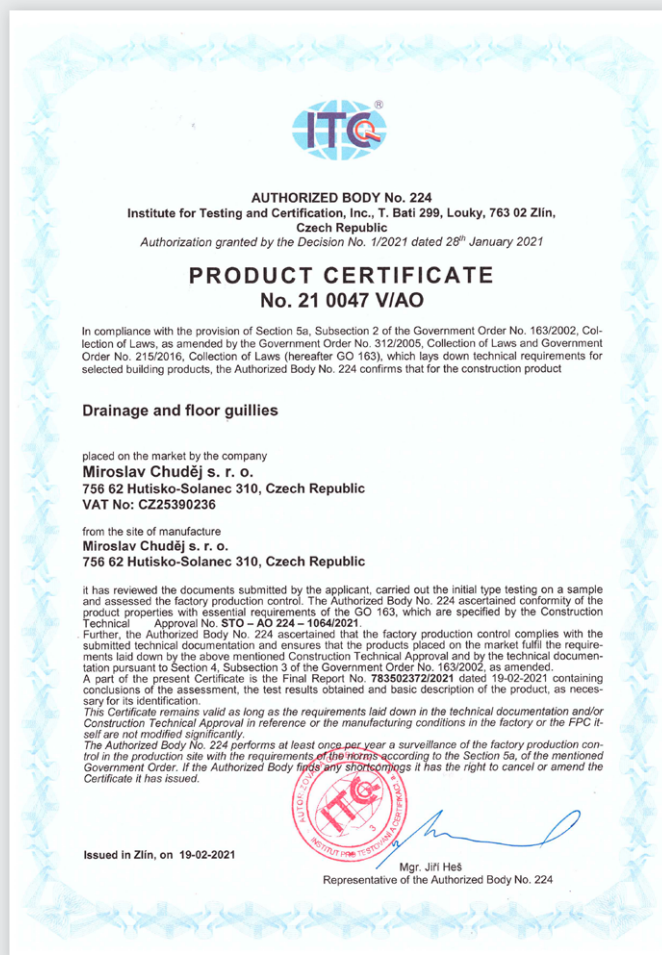 ITC ®
AUTHORIZED BODY No. 224
Institute for Testing and Certification, Inc., T. Bati 299, Louky, 763 02 Zlín,
Czech Republic
Authorization granted by the Decision No. 1/2021 dated 28th January 2021
PRODUCT CERTIFICATE
No. 21 0047 V/AO
In compliance with the provision of Section 5a, Subsection 2 of the Government Order No. 163/2002, Col-
lection of Laws, as amended by the Government Order No. 312/2005, Collection of Laws and Government
Order No. 215/2016, Collection of Laws (hereafter GO 163), which lays down technical requirements for
selected building products, the Authorized Body No. 224 confirms that for the construction product
Drainage and floor guillies
placed on the market by the company
Miroslav Chuděj s. r. o.
756 62 Hutisko-Solanec 310, Czech Republic
VAT No: CZ25390236
from the site of manufacture
Miroslav Chuděj s. r. o.
756 62 Hutisko-Solanec 310, Czech Republic
it has reviewed the documents submitted by the applicant, carried out the initial type testing on a sample
and assessed the factory production control. The Authorized Body No. 224 ascertained conformity of the
product properties with essential requirements of the GO 163, which are specified by the Construction
Technical Approval No. STO – AO 224 – 1064/2021.
Further, the Authorized Body No. 224 ascertained that the factory production control complies with the
submitted technical documentation and ensures that the products placed on the market fulfil the require-
ments laid down by the above mentioned Construction Technical Approval and by the technical documen-
tation pursuant to Section 4, Subsection 3 of the Government Order No. 163/2002, as amended.
A part of the present Certificate is the Final Report No. 783502372/2021 dated 19-02-2021 containing
conclusions of the assessment, the test results obtained and basic description of the product, as neces-
sary for its identification.
This Certificate remains valid as long as the requirements laid down in the technical documentation and/or
Construction Technical Approval in reference or the manufacturing conditions in the factory or the FPC it-
self are not modified significantly.
The Authorized Body No. 224 performs at least once per year a surveillance of the factory production con-
trol in the production site with the requirements of the norms according to the Section 5a, of the mentioned
Government Order. If the Authorized Body finds any shortcomings it has the right to cancel or amend the
Certificate it has issued.
ITC
3
INSTITUT PRO TESTOVÁNÍ A CERTIFIKACI
Issued in Zlín, on 19-02-2021
Mgr. Jiří Heš
Representative of the Authorized Body No. 224